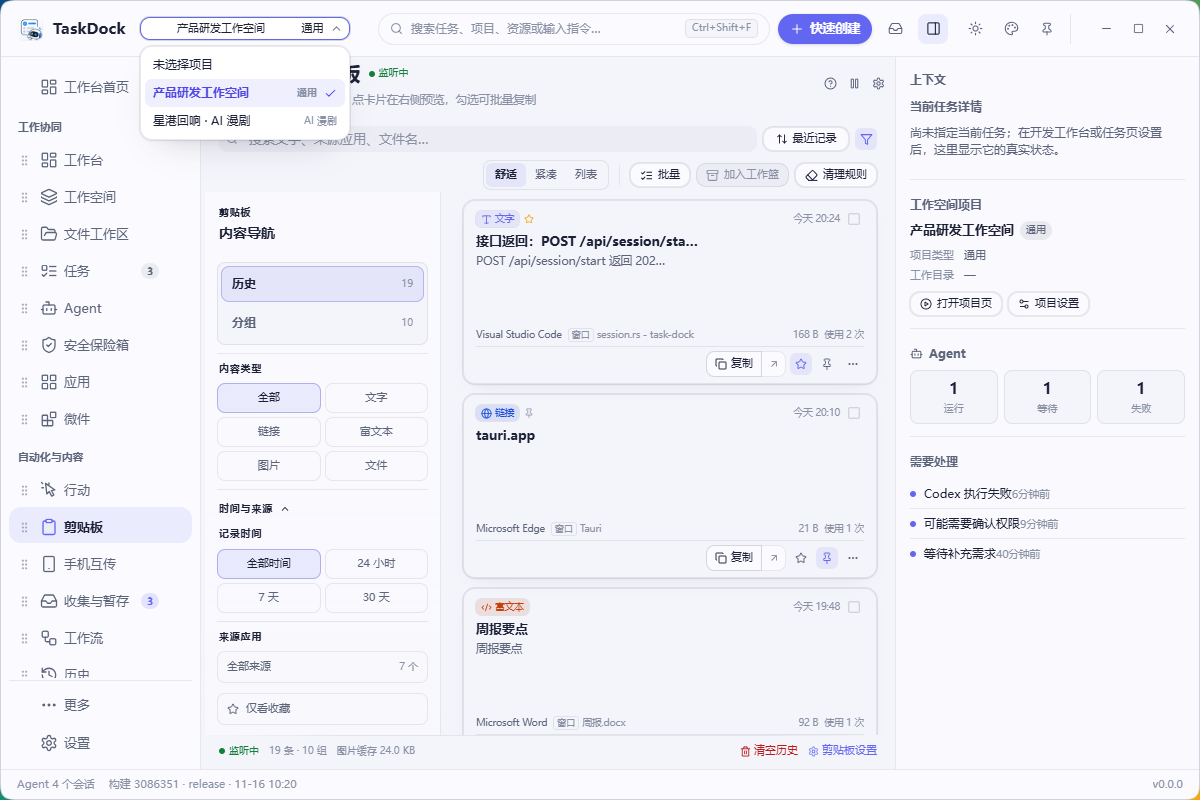 TaskDock
产品研发工作空间 通用
搜索任务、项目、资源或输入指令... Ctrl+Shift+F
快速创建
未选择项目
产品研发工作空间 通用
星港回响 · AI 漫剧 AI 漫剧
工作台首页
工作协同
工作台
工作空间
文件工作区
任务 3
Agent
安全保险箱
应用
微件
自动化与内容
行动
剪贴板
手机互传
收集与暂存 3
工作流
历史
更多
设置
板 监听中
点卡片在右侧预览，勾选可批量复制
搜索文字、来源应用、文件名...
最近记录
舒适 紧凑 列表
批量 加入工作篮 清理规则
剪贴板
内容导航
历史 19
分组 10
内容类型
全部 文字
链接 富文本
图片 文件
时间与来源
记录时间
全部时间 24 小时
7 天 30 天
来源应用
全部来源 7 个
仅看收藏
文字 今天 20:24
接口返回：POST /api/session/sta...
POST /api/session/start 返回 202...
Visual Studio Code 窗口 session.rs - task-dock 168 B 使用 2 次
复制
链接 今天 20:10
tauri.app
Microsoft Edge 窗口 Tauri 21 B 使用 1 次
复制
富文本 今天 19:48
周报要点
周报要点
Microsoft Word 窗口 周报.docx 92 B 使用 1 次
监听中 19 条 · 10 组 图片缓存 24.0 KB
清空历史 剪贴板设置
上下文
当前任务详情
尚未指定当前任务；在开发工作台或任务页设置
后，这里显示它的真实状态。
工作空间项目
产品研发工作空间 通用
项目类型 通用
工作目录 —
打开项目页 项目设置
Agent
1 1 1
运行 等待 失败
需要处理
Codex 执行失败6分钟前
可能需要确认权限9分钟前
等待补充需求40分钟前
Agent 4 个会话 构建 3086351 · release · 11-16 10:20
v0.0.0